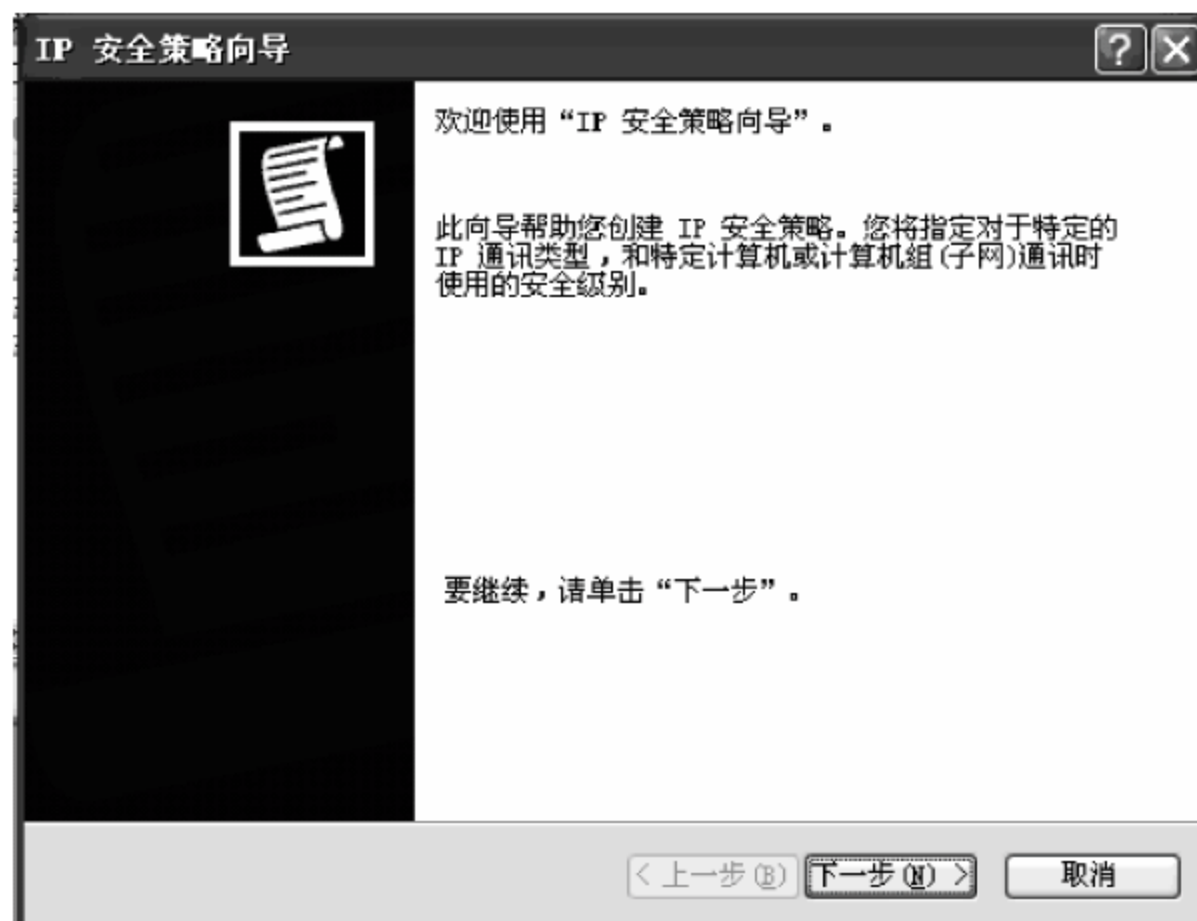 IP 安全策略向导
欢迎使用“IP 安全策略向导”。
此向导帮助您创建 IP 安全策略。您将指定对于特定的
IP 通讯类型，和特定计算机或计算机组(子网)通讯时
使用的安全级别。
要继续，请单击“下一步”。
< 上一步(B) 下一步(N) > 取消